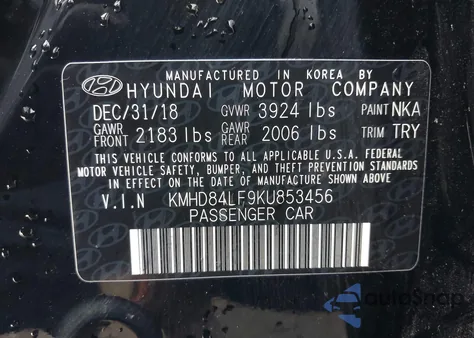 MANUFACTURED IN KOREA BY
HYUNDAI MOTOR COMPANY
DEC/31/18 GVWR 3924 lbs PAINT NKA
GAWR FRONT 2183 lbs GAWR REAR 2006 lbs TRIM TRY
THIS VEHICLE CONFORMS TO ALL APPLICABLE U.S.A. FEDERAL
MOTOR VEHICLE SAFETY, BUMPER, AND THEFT PREVENTION STANDARDS
IN EFFECT ON THE DATE OF MANUFACTURE SHOWN ABOVE.
V.I.N KMHD84LF9KU853456
PASSENGER CAR
autoSnap